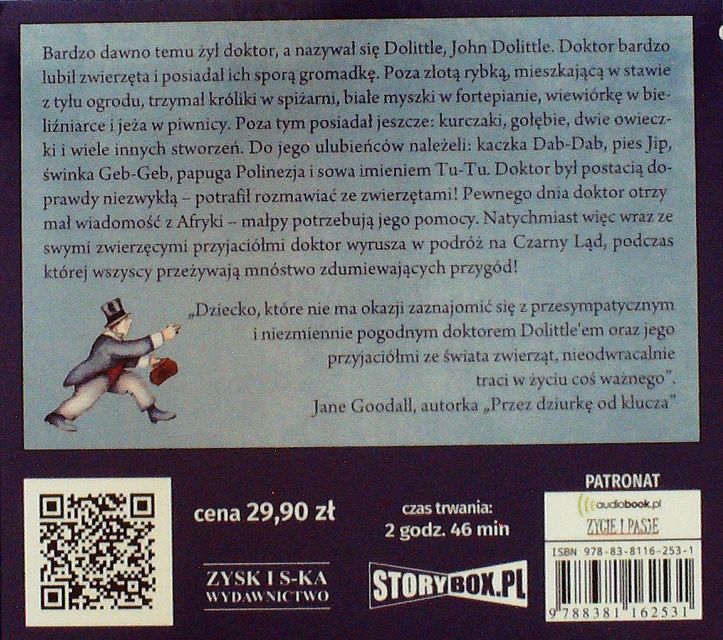 Bardzo dawno temu żył doktor, a nazywał się Dolittle, John Dolittle. Doktor bardzo
lubił zwierzęta i posiadał ich sporą gromadkę. Poza złotą rybką, mieszkającą w stawie
z tyłu ogrodu, trzymał króliki w spiżarni, białe myszki w fortepianie, wiewiórkę w bie-
liźniarce i jeża w piwnicy. Poza tym posiadał jeszcze: kurczaki, gołębie, dwie owiecz-
ki i wiele innych stworzeń. Do jego ulubieńców należeli: kaczka Dab-Dab, pies Jip,
świnka Geb-Geb, papuga Polinezja i sowa imieniem Tu-Tu. Doktor był postacią do-
prawdy niezwykłą – potrafił rozmawiać ze zwierzętami! Pewnego dnia doktor otrzy
mał wiadomość z Afryki – małpy potrzebują jego pomocy. Natychmiast więc wraz ze
swymi zwierzęcymi przyjaciółmi doktor wyrusza w podróż na Czarny Ląd, podczas
której wszyscy przeżywają mnóstwo zdumiewających przygód!
„Dziecko, które nie ma okazji zaznajomić się z przesympatycznym
i niezmiennie pogodnym doktorem Dolittle'em oraz jego
przyjaciółmi ze świata zwierząt, nieodwracalnie
traci w życiu coś ważnego”.
Jane Goodall, autorka „Przez dziurkę od klucza”
cena 29,90 zł
ZYSK I S-KA
WYDAWNICTWO
czas trwania:
2 godz. 46 min
STORYBOX.PL
PATRONAT
audiobook.pl
ŻYCIE I PASJE
ISBN 978-83-8116-253-1
9 788381 162531